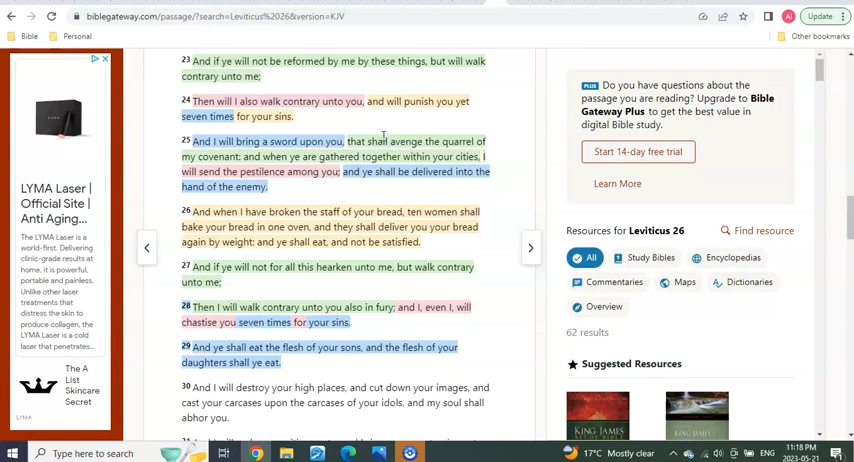 biblegateway.com/passage/?search=Leviticus%2026&version=KJV
AI
Update
Bible
Personal
Other bookmarks
LYMA Laser |
Official Site |
Anti Aging...
The LYMA Laser is a
world-first. Delivering
clinic-grade results at
home, it is powerful,
portable and painless.
Unlike other laser
treatments that
distress the skin to
produce collagen, the
LYMA Laser is a cold
laser that penetrates...
The A
List
Skincare
Secret
LYMA
23 And if ye will not be reformed by me by these things, but will walk
contrary unto me;
24 Then will I also walk contrary unto you, and will punish you yet
seven times for your sins.
25 And I will bring a sword upon you, that shall avenge the quarrel of
my covenant: and when ye are gathered together within your cities, I
will send the pestilence among you; and ye shall be delivered into the
hand of the enemy.
26 And when I have broken the staff of your bread, ten women shall
bake your bread in one oven, and they shall deliver you your bread
again by weight: and ye shall eat, and not be satisfied.
27 And if ye will not for all this hearken unto me, but walk contrary
unto me;
28 Then I will walk contrary unto you also in fury; and I, even I, will
chastise you seven times for your sins.
29 And ye shall eat the flesh of your sons, and the flesh of your
daughters shall ye eat.
30 And I will destroy your high places, and cut down your images, and
cast your carcases upon the carcases of your idols, and my soul shall
abhor you.
PLUS Do you have questions about the
passage you are reading? Upgrade to Bible
Gateway Plus to get the best value in
digital Bible study.
Start 14-day free trial
Learn More
Resources for Leviticus 26
Find resource
All
Study Bibles
Encyclopedias
Commentaries
Maps
Dictionaries
Overview
62 results
Suggested Resources
KING JAMES
KING JAMES
Type here to search
17°C Mostly clear
ENG
11:18 PM
2023-05-21